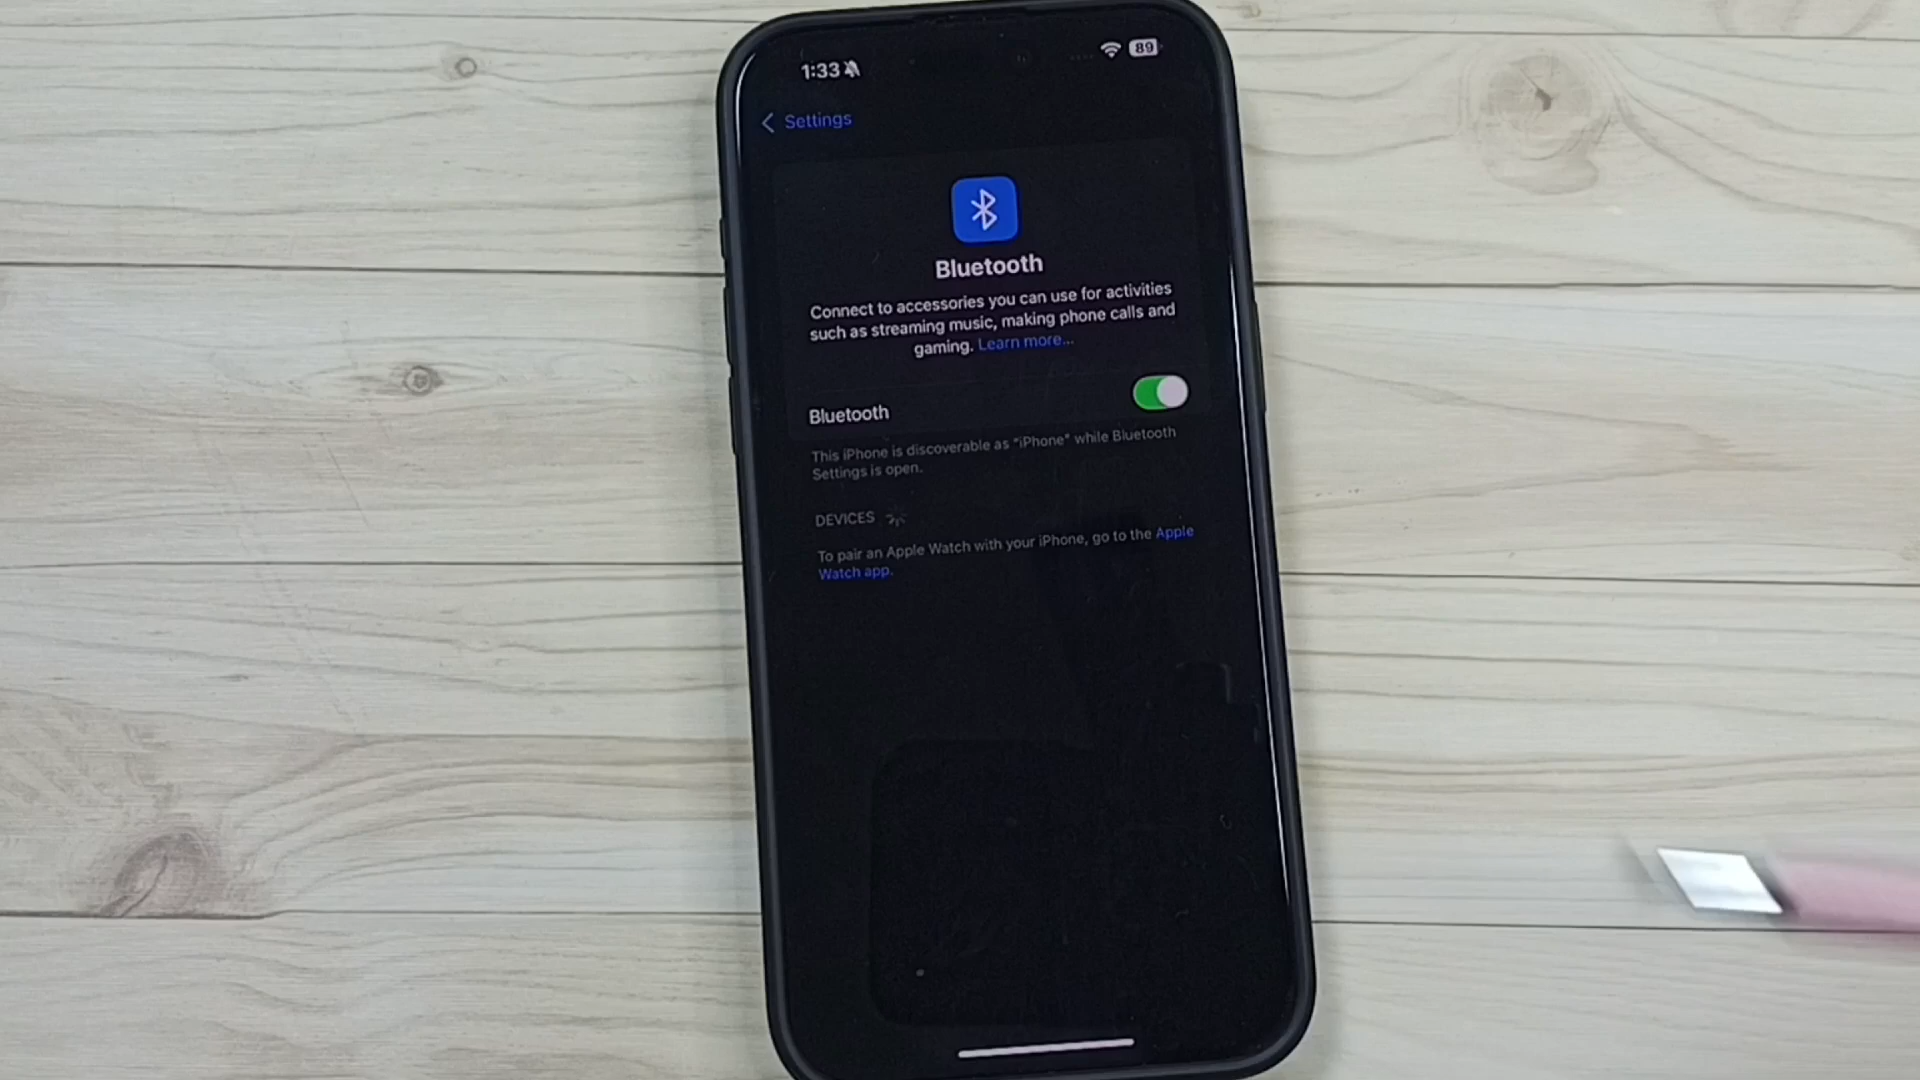 1:33
89
Settings
Bluetooth
Connect to accessories you can use for activities
such as streaming music, making phone calls and
gaming. Learn more...
Bluetooth
This iPhone is discoverable as “iPhone” while Bluetooth
Settings is open.
DEVICES
To pair an Apple Watch with your iPhone, go to the Apple
Watch app.